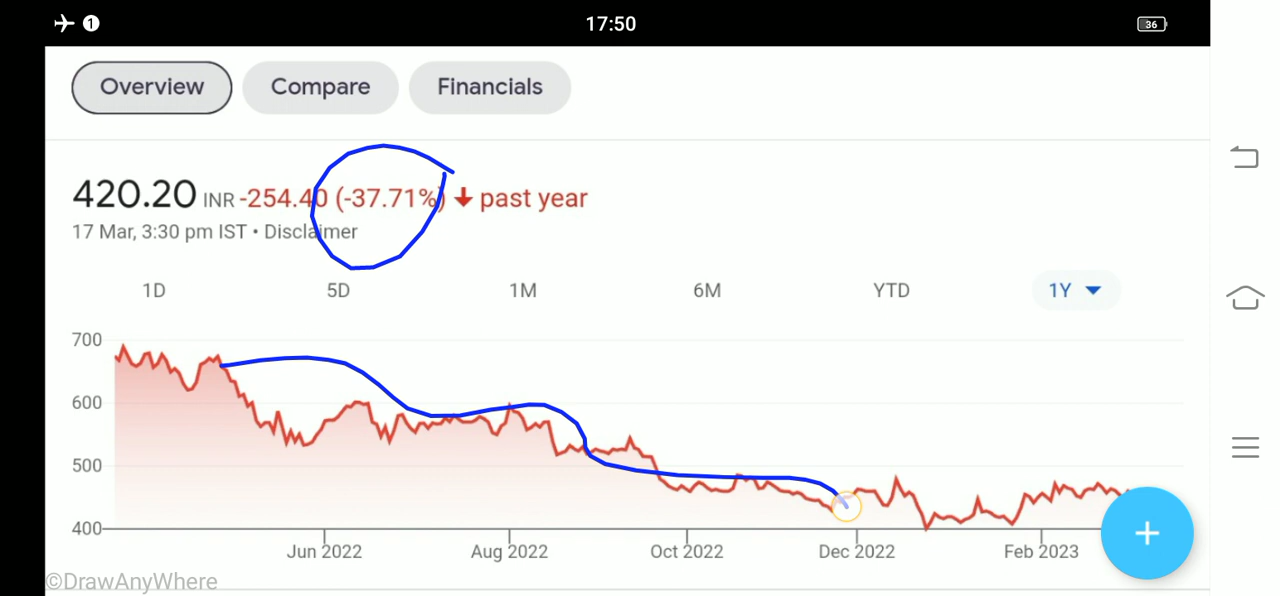 1 17:50 36
Overview Compare Financials
420.20 INR -254.40 (-37.71%) past year
17 Mar, 3:30 pm IST • Disclaimer
1D 5D 1M 6M YTD 1Y
700
600
500
400
Jun 2022 Aug 2022 Oct 2022 Dec 2022 Feb 2023
©DrawAnyWhere